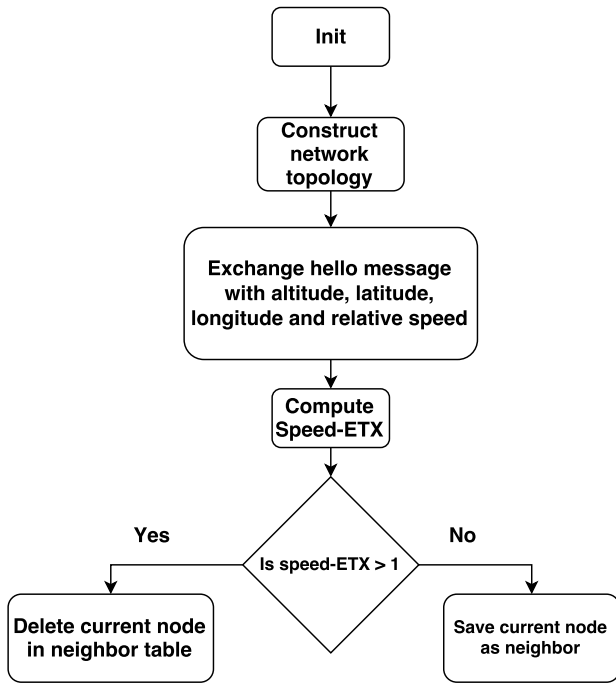 Init
Construct
network
topology
Exchange hello message
with altitude, latitude,
longitude and relative speed
Compute
Speed-ETX
Is speed-ETX > 1
Yes
No
Delete current node
in neighbor table
Save current node
as neighbor